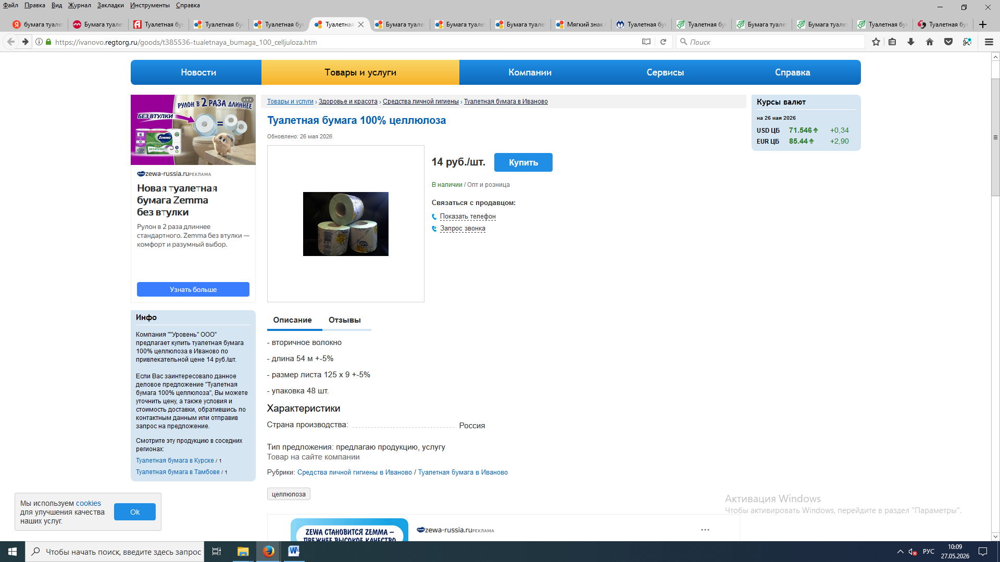 Файл Правка Вид Журнал Закладки Инструменты Справка
бумага туале Бумага туале Туалетная бу Туалетная бу Туалетная бу Туалетная Бумага туале Бумага туале Бумага туале Мягкий знак Туалетная бу Туалетная бу Бумага туале Бумага туале Туалетная бу Туалетная бу
https://ivanovo.regtorg.ru/goods/t385536-tualetnaya_bumaga_100_celljuloza.htm
Поиск
Новости Товары и услуги Компании Сервисы Справка
РУЛОН В 2 РАЗА ДЛИННЕЕ
БЕЗ ВТУЛКИ
Zemma
БЕЗ ВТУЛКИ
zewa-russia.ru РЕКЛАМА
Новая туалетная
бумага Zemma
без втулки
Рулон в 2 раза длиннее
стандартного. Zemma без втулки —
комфорт и разумный выбор.
Узнать больше
Инфо
Компания ""Уровень" ООО"
предлагает купить туалетная бумага
100% целлюлоза в Иваново по
привлекательной цене 14 руб./шт.
Если Вас заинтересовало данное
деловое предложение "Туалетная
бумага 100% целлюлоза", Вы можете
уточнить цену, а также условия и
стоимость доставки, обратившись по
контактным данным или отправив
запрос на предложение.
Смотрите эту продукцию в соседних
регионах:
Туалетная бумага в Курске / 1
Туалетная бумага в Тамбове / 1
Товары и услуги › Здоровье и красота › Средства личной гигиены › Туалетная бумага в Иваново
Туалетная бумага 100% целлюлоза
Обновлено: 26 мая 2026
14 руб./шт. Купить
В наличии / Опт и розница
Связаться с продавцом:
Показать телефон
Запрос звонка
Описание Отзывы
- вторичное волокно
- длина 54 м +-5%
- размер листа 125 х 9 +-5%
- упаковка 48 шт.
Характеристики
Страна производства: Россия
Тип предложения: предлагаю продукцию, услугу
Товар на сайте компании
Рубрики: Средства личной гигиены в Иваново / Туалетная бумага в Иваново
целлюлоза
ZEWA СТАНОВИТСЯ ZEMMA –
ПРЕЖНЕЕ ВЫСОКОЕ КАЧЕСТВО
zewa-russia.ru РЕКЛАМА
Курсы валют
на 26 мая 2026
USD ЦБ 71.546 +0,34
EUR ЦБ 85.44 +2,90
Мы используем cookies
для улучшения качества
наших услуг.
Ok
Активация Windows
Чтобы активировать Windows, перейдите в раздел "Параметры".
Чтобы начать поиск, введите здесь запрос
РУС
10:09
27.05.2026